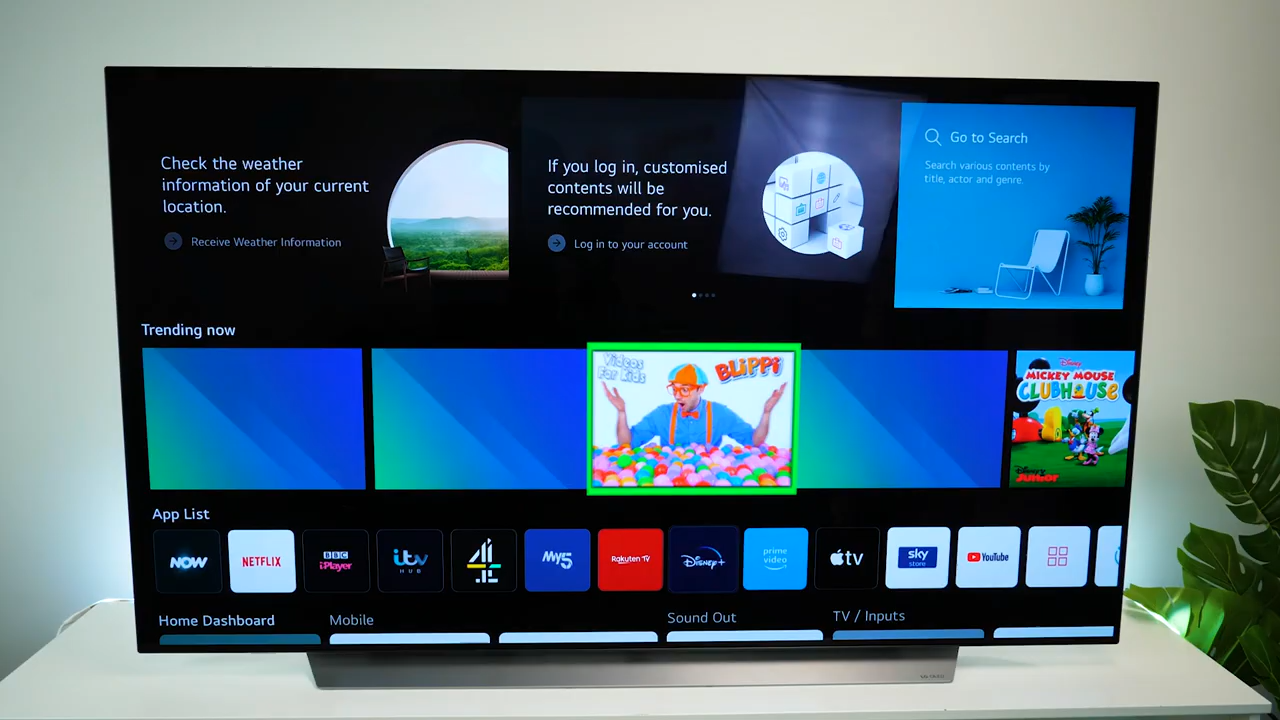 Check the weather
information of your current
location.
Receive Weather Information
If you log in, customised
contents will be
recommended for you.
Log in to your account
Go to Search
Search various contents by
title, actor and genre.
Trending now
Videos
For Kids
BLiPPi
Disney
MICKEY MOUSE
CLUBHOUSE
Disney
JUNIOR
App List
NOW
NETFLIX
BBC
iPlayer
itv
HUB
4
My5
Rakuten TV
Disney+
prime
video
tv
sky
store
YouTube
Home Dashboard
Mobile
Sound Out
TV / Inputs